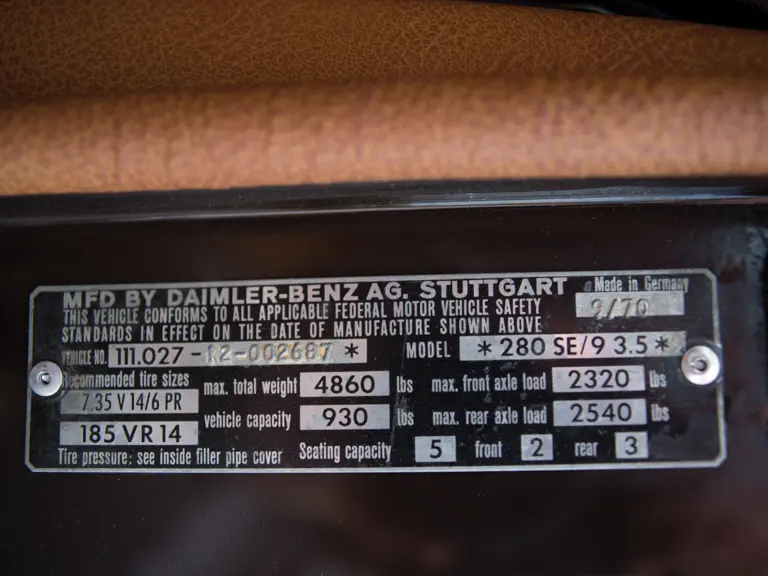 MFD BY DAIMLER-BENZ AG. STUTTGART Made in Germany
THIS VEHICLE CONFORMS TO ALL APPLICABLE FEDERAL MOTOR VEHICLE SAFETY 9/70
STANDARDS IN EFFECT ON THE DATE OF MANUFACTURE SHOWN ABOVE
VEHICLE NO. 111.027-12-002687 * MODEL * 280 SE/9 3.5 *
Recommended tire sizes max. total weight 4860 lbs max. front axle load 2320 lbs
7.35 V 14/6 PR vehicle capacity 930 lbs max. rear axle load 2540 lbs
185 VR 14
Tire pressure: see inside filler pipe cover Seating capacity 5 front 2 rear 3